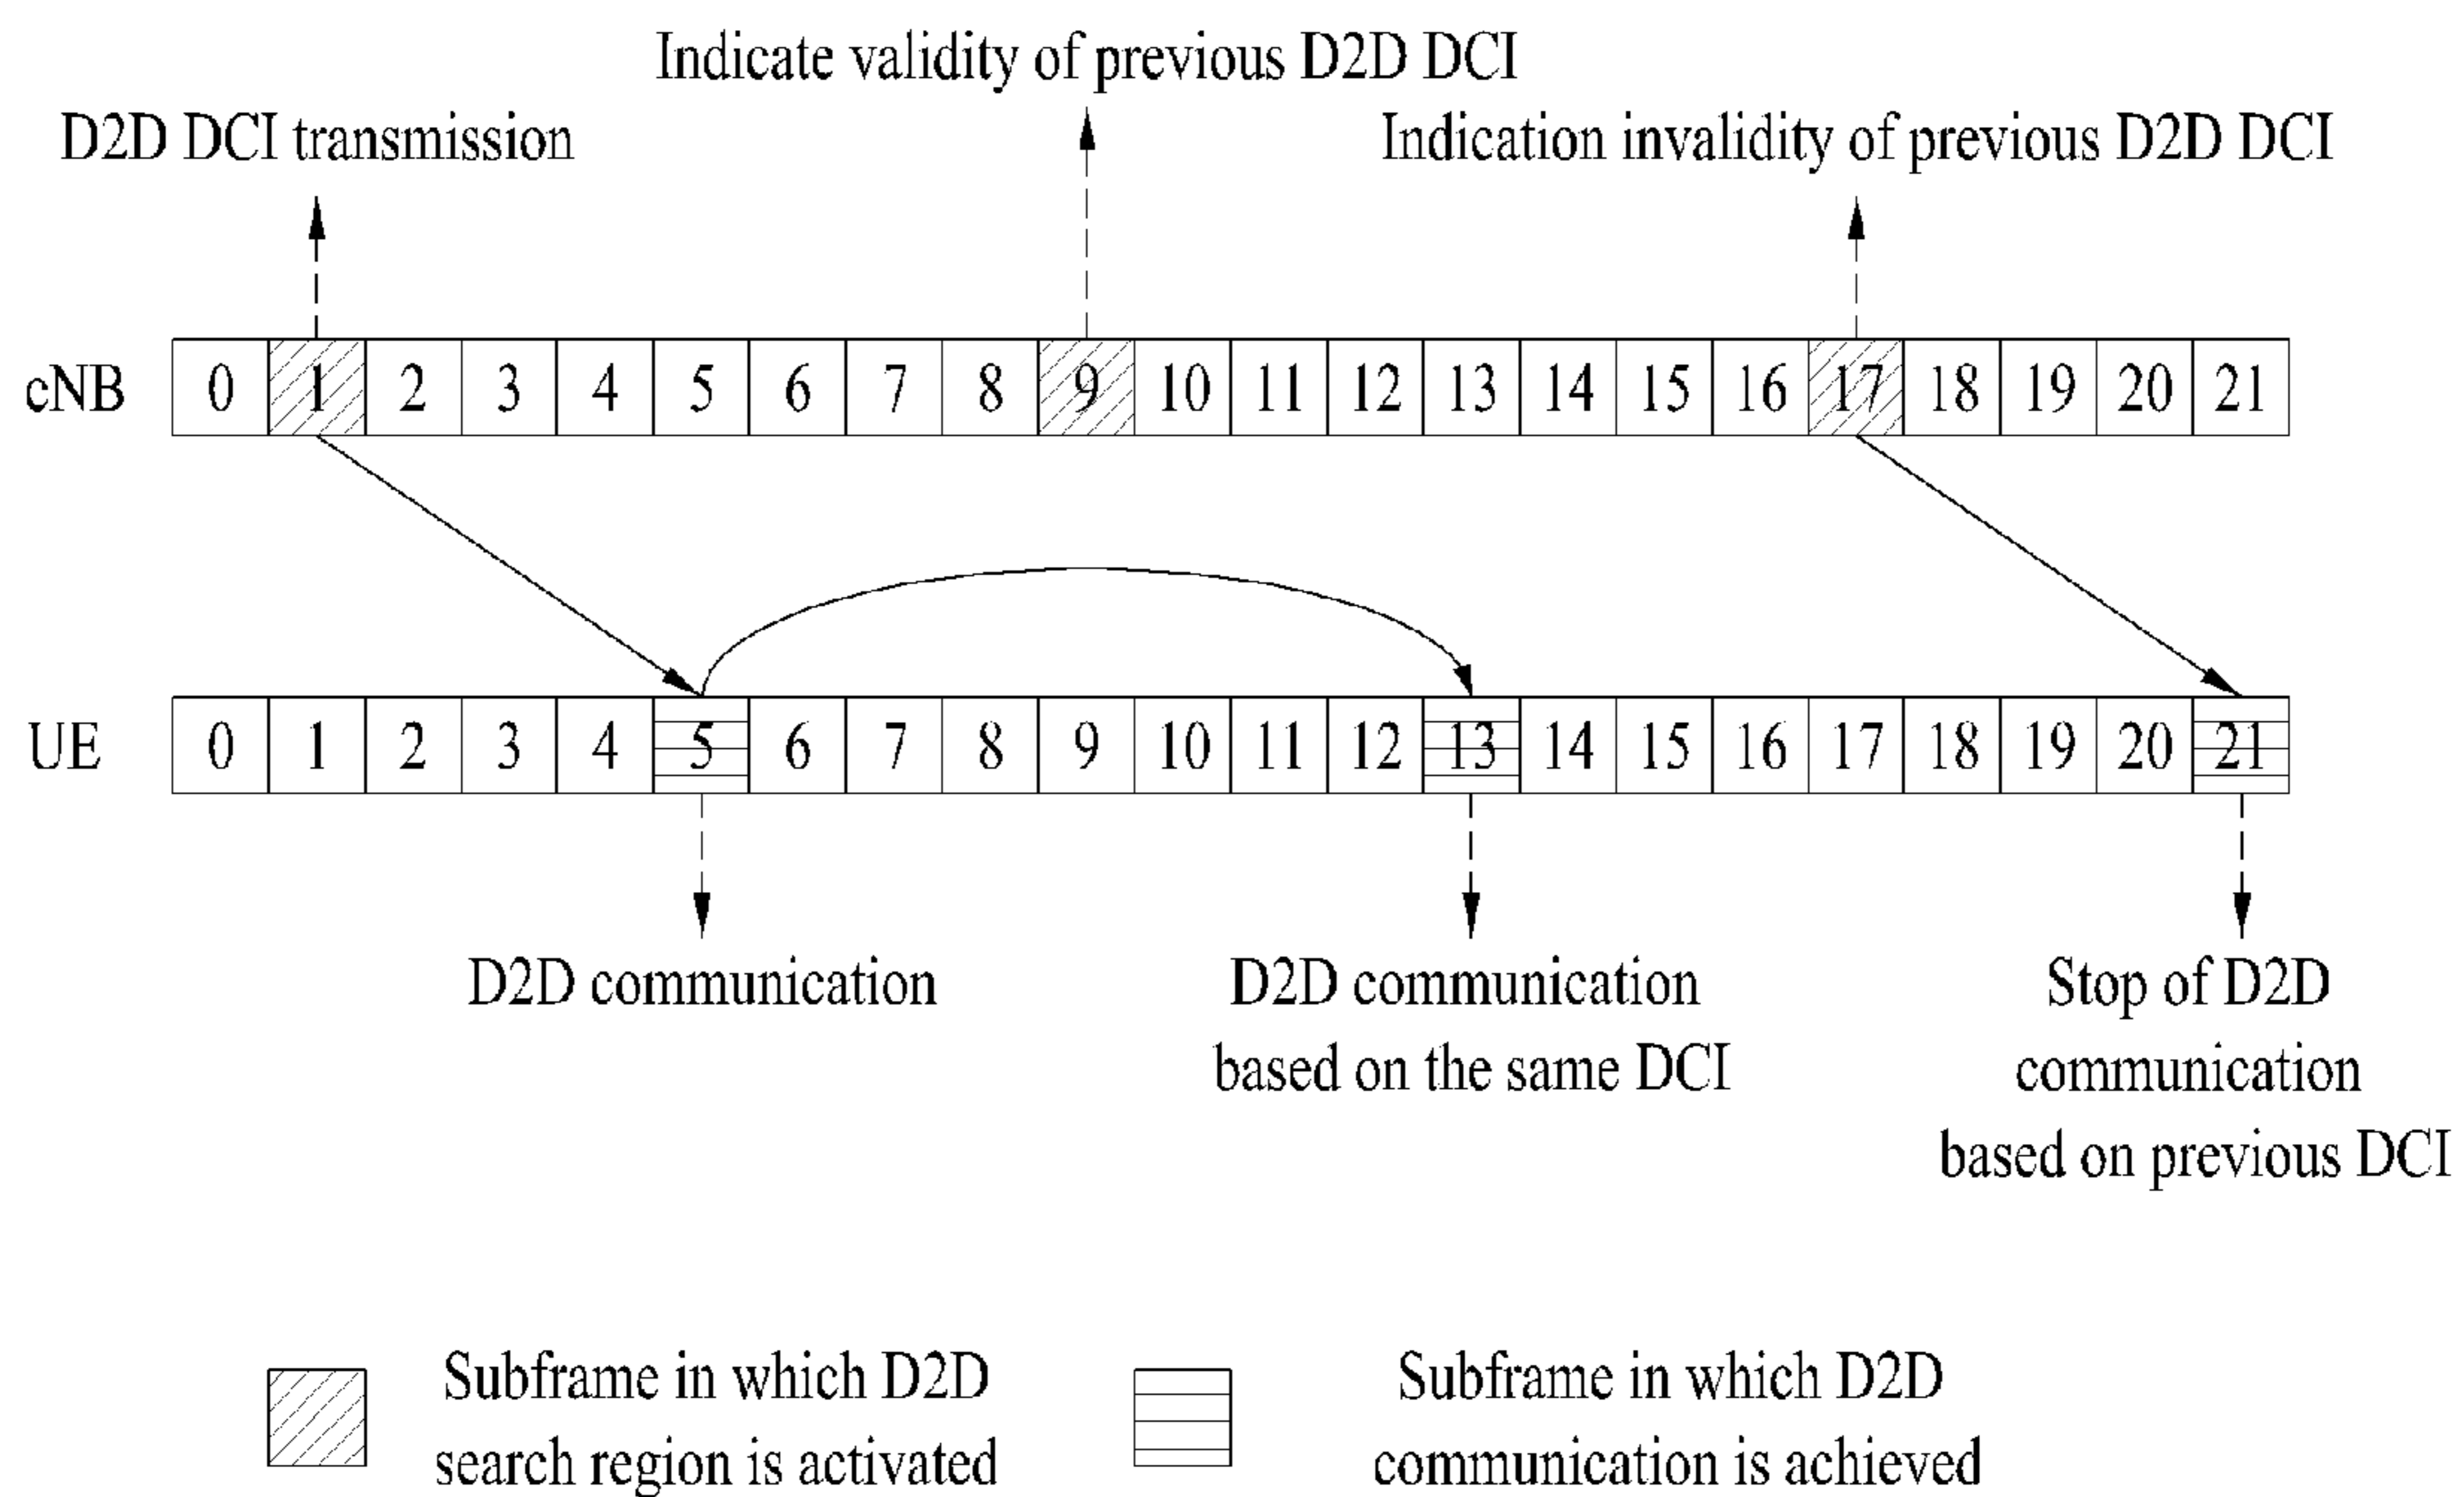 Indicate validity of previous D2D DCI
D2D DCI transmission
Indication invalidity of previous D2D DCI
cNB 0 1 2 3 4 5 6 7 8 9 10 11 12 13 14 15 16 17 18 19 20 21
UE 0 1 2 3 4 5 6 7 8 9 10 11 12 13 14 15 16 17 18 19 20 21
D2D communication
D2D communication
based on the same DCI
Stop of D2D
communication
based on previous DCI
Subframe in which D2D
search region is activated
Subframe in which D2D
communication is achieved